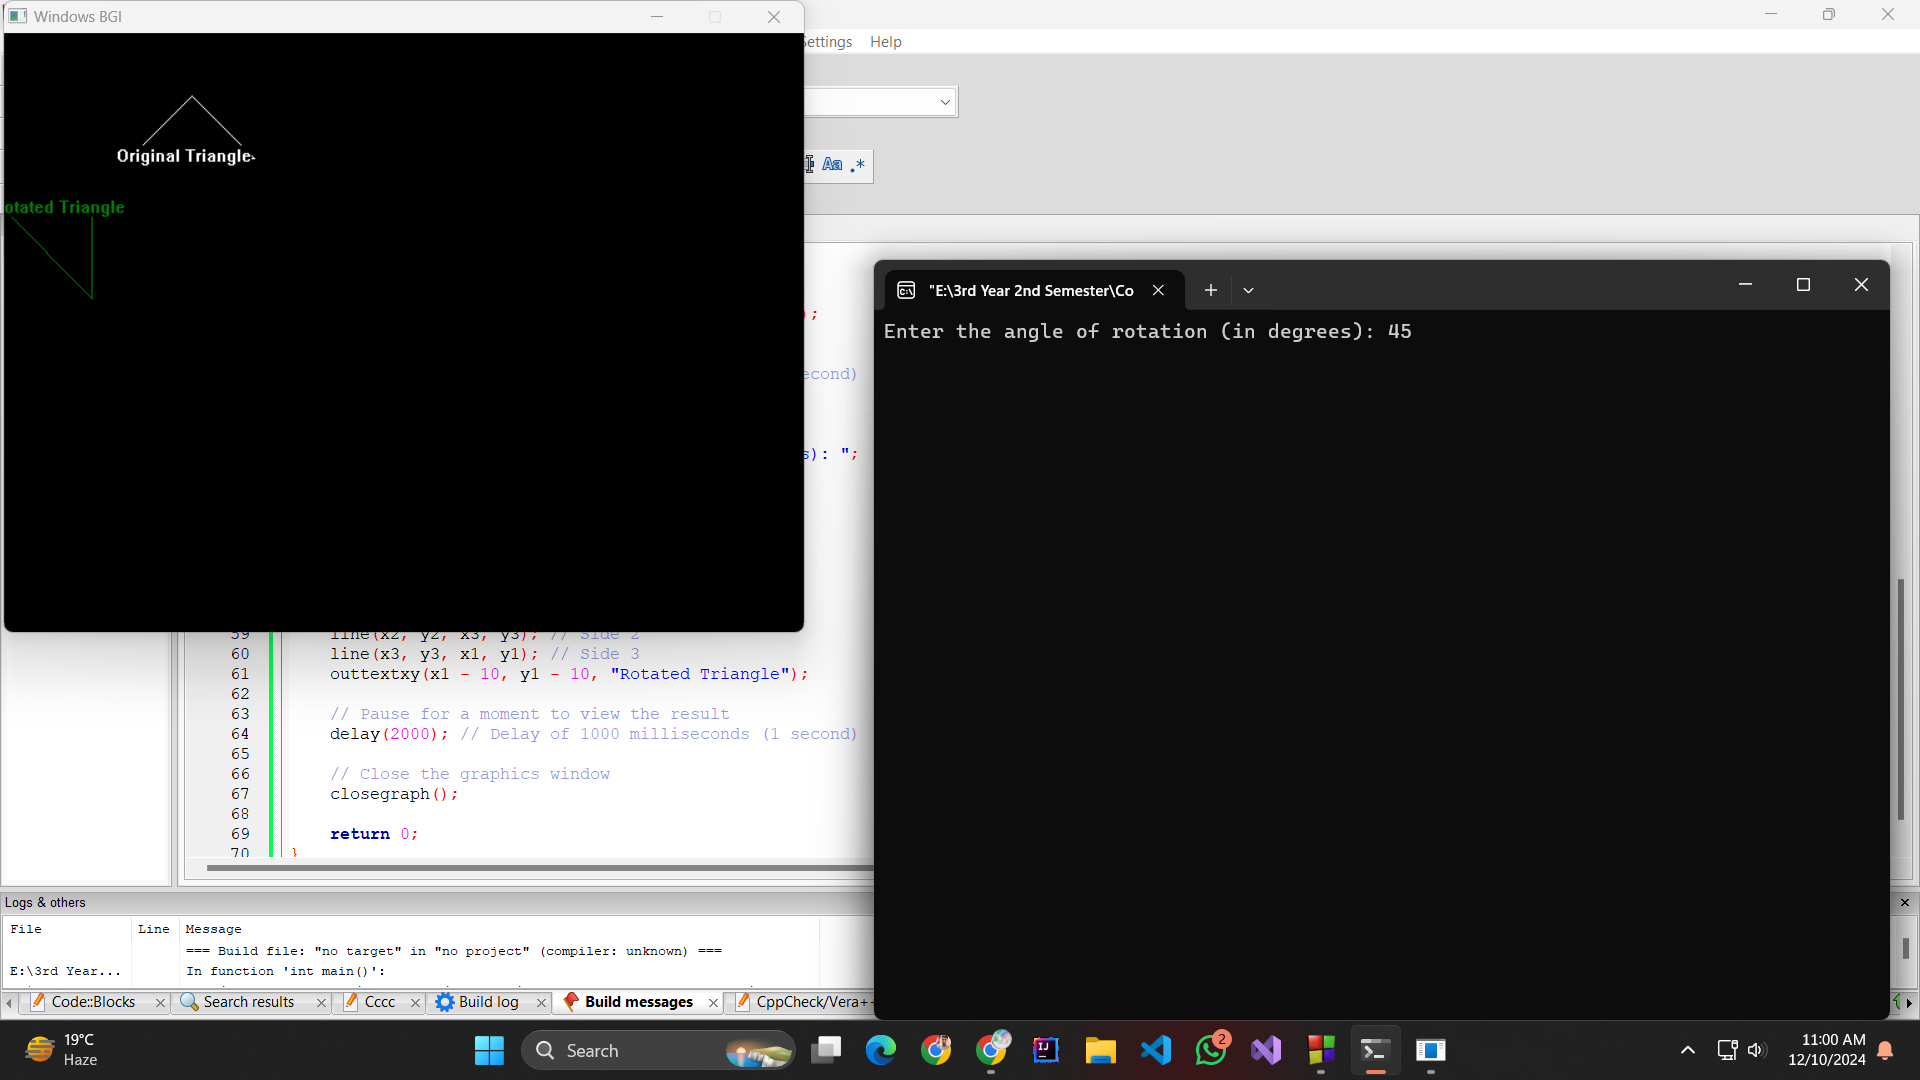 Windows BGI
Settings Help
Original Triangle
otated Triangle
Aa .*
"E:\3rd Year 2nd Semester\Co
Enter the angle of rotation (in degrees): 45
);
econd)
s): ";
59 line(x2, y2, x3, y3); // Side 2
60 line(x3, y3, x1, y1); // Side 3
61 outtextxy(x1 - 10, y1 - 10, "Rotated Triangle");
62
63 // Pause for a moment to view the result
64 delay(2000); // Delay of 1000 milliseconds (1 second)
65
66 // Close the graphics window
67 closegraph();
68
69 return 0;
70 }
Logs & others
File Line Message
=== Build file: "no target" in "no project" (compiler: unknown) ===
E:\3rd Year... In function 'int main()':
Code::Blocks Search results Cccc Build log Build messages CppCheck/Vera++
19°C
Haze
Search
IJ
2
11:00 AM
12/10/2024